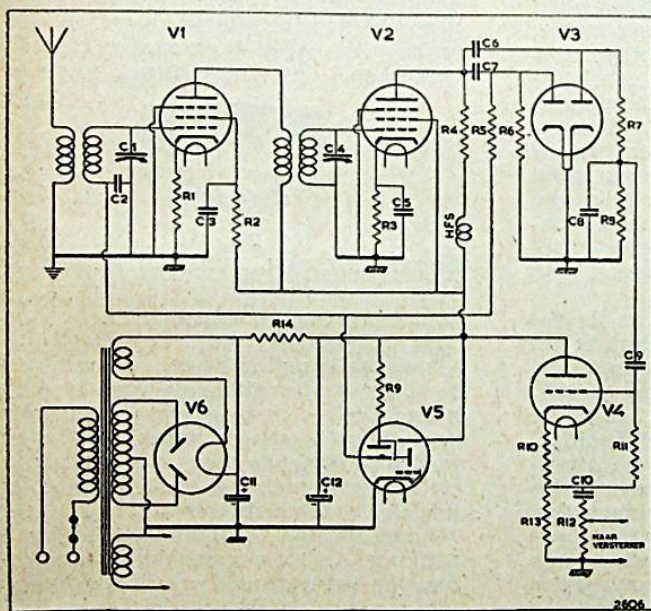 V1
V2
V3
C6
C7
R4
R5
R6
R7
C1
C2
R1
C3
R2
C4
R3
C5
HFS
C8
R9
R14
V6
C11
C12
R9
V5
V4
C9
R10
R11
C10
R13
R12
NAAR
VERSTERKER
2606